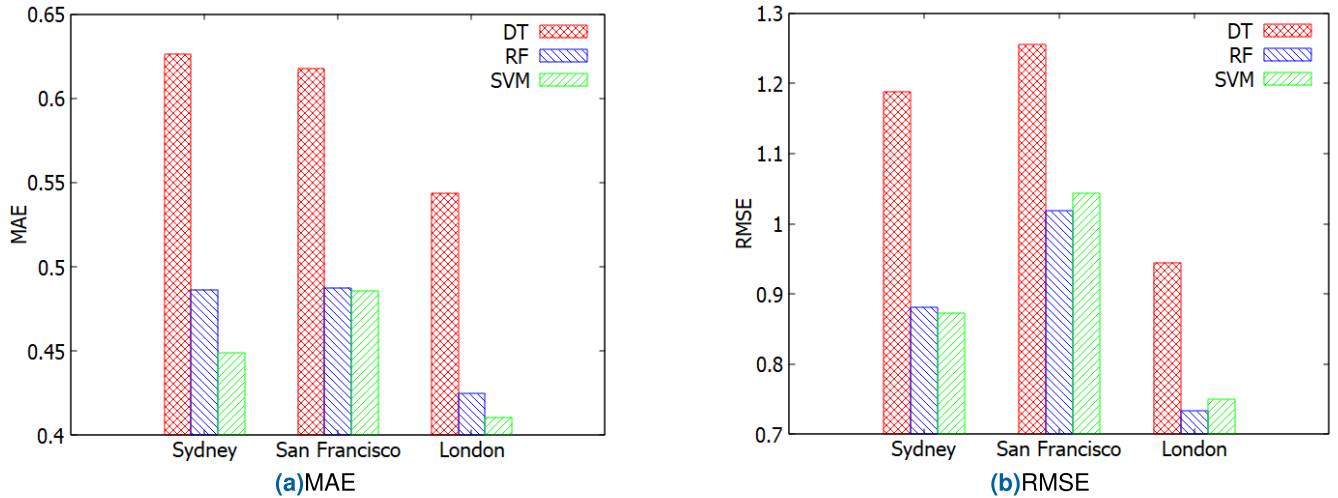 0.65
0.6
0.55
0.5
0.45
0.4
MAE
DT
RF
SVM
Sydney
San Francisco
London
(a)MAE
1.3
1.2
1.1
1
0.9
0.8
0.7
RMSE
DT
RF
SVM
Sydney
San Francisco
London
(b)RMSE